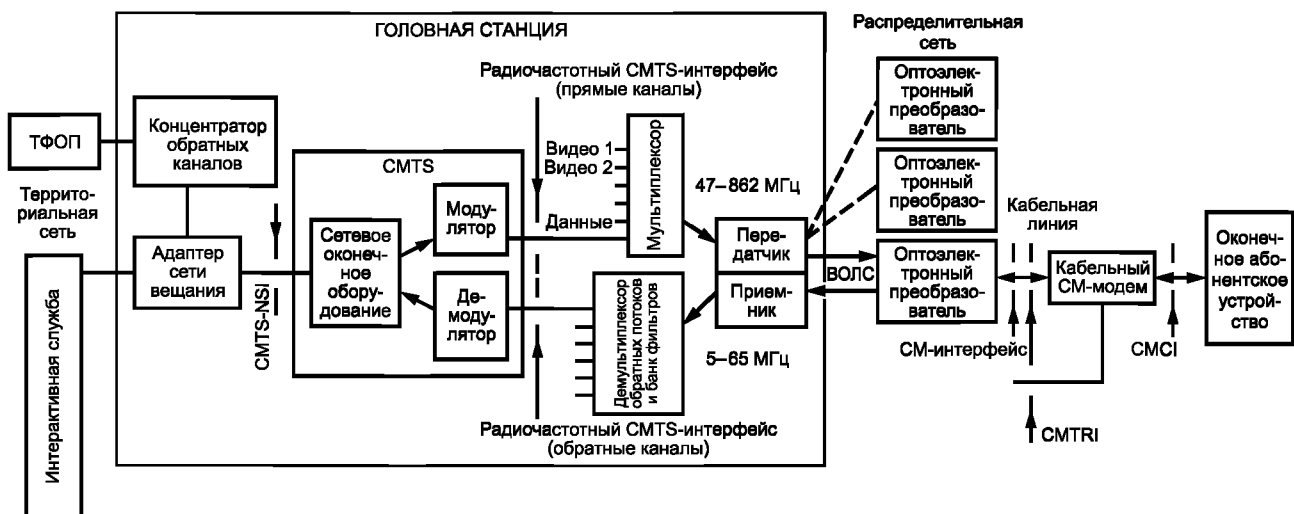 ГОЛОВНАЯ СТАНЦИЯ
Распределительная
сеть
Радиочастотный CMTS-интерфейс
(прямые каналы)
Оптоэлек-
тронный
преобразо-
ватель
ТФОП
Концентратор
обратных
каналов
CMTS
Видео 1
Видео 2
Данные
Мультиплексор
47–862 МГц
Оптоэлек-
тронный
преобразо-
ватель
Террито-
риальная
сеть
Интерактивная служба
Адаптер
сети
вещания
CMTS-NSI
Сетевое
оконеч-
ное
обору-
дование
Моду-
лятор
Де-
моду-
лятор
Демультиплексор
обратных потоков
и банк фильтров
Пере-
датчик
Прием-
ник
ВОЛС
5–65 МГц
Оптоэлек-
тронный
преобразо-
ватель
Кабельная
линия
Кабельный
СМ-модем
Оконеч-
ное або-
нентское
устрой-
ство
СМ-интерфейс
CMCI
CMTRI
Радиочастотный CMTS-интерфейс
(обратные каналы)